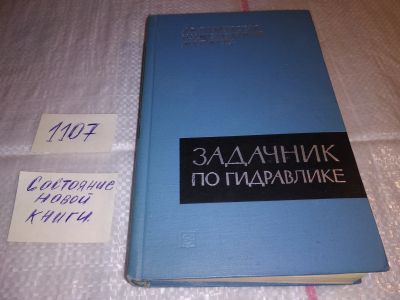 1107
Состояние
новой
книги.
ЗАДАЧНИК
ПО ГИДРАВЛИКЕ